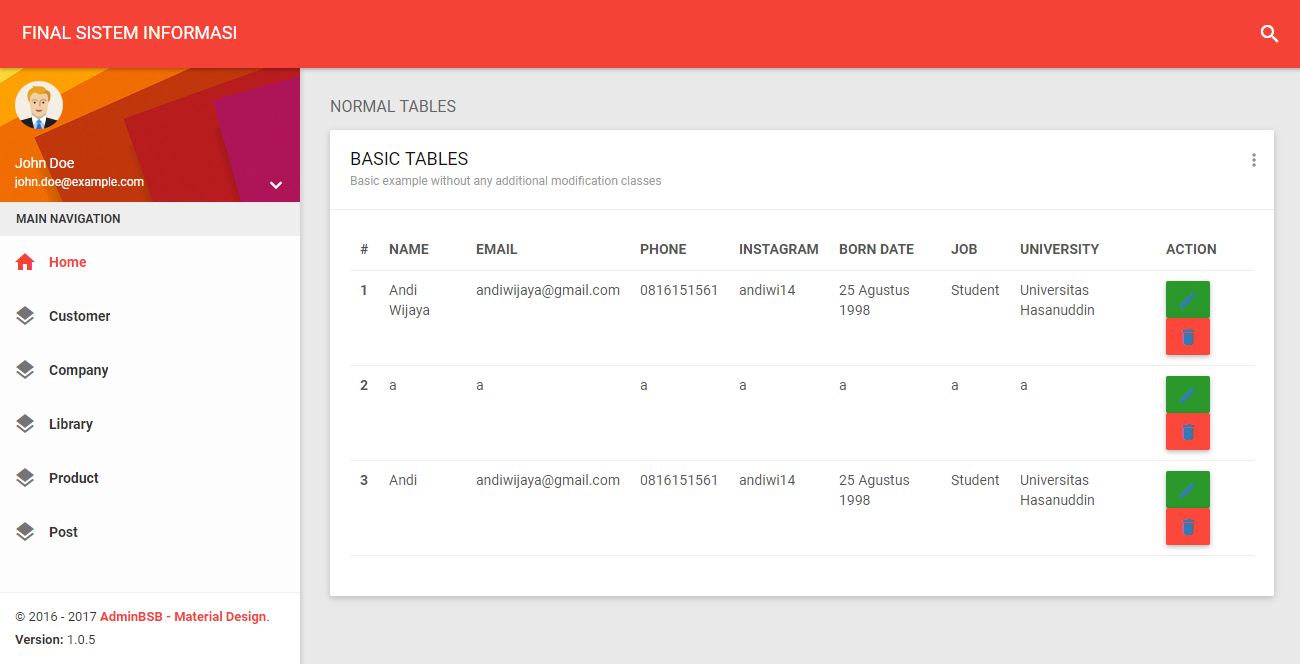 FINAL SISTEM INFORMASI
John Doe
john.doe@example.com
MAIN NAVIGATION
Home
Customer
Company
Library
Product
Post
© 2016 - 2017 AdminBSB - Material Design.
Version: 1.0.5
NORMAL TABLES
BASIC TABLES
Basic example without any additional modification classes
# NAME EMAIL PHONE INSTAGRAM BORN DATE JOB UNIVERSITY ACTION
1 Andi andiwijaya@gmail.com 0816151561 andiwi14 25 Agustus Student Universitas
Wijaya 1998 Hasanuddin
2 a a a a a a a
3 Andi andiwijaya@gmail.com 0816151561 andiwi14 25 Agustus Student Universitas
1998 Hasanuddin